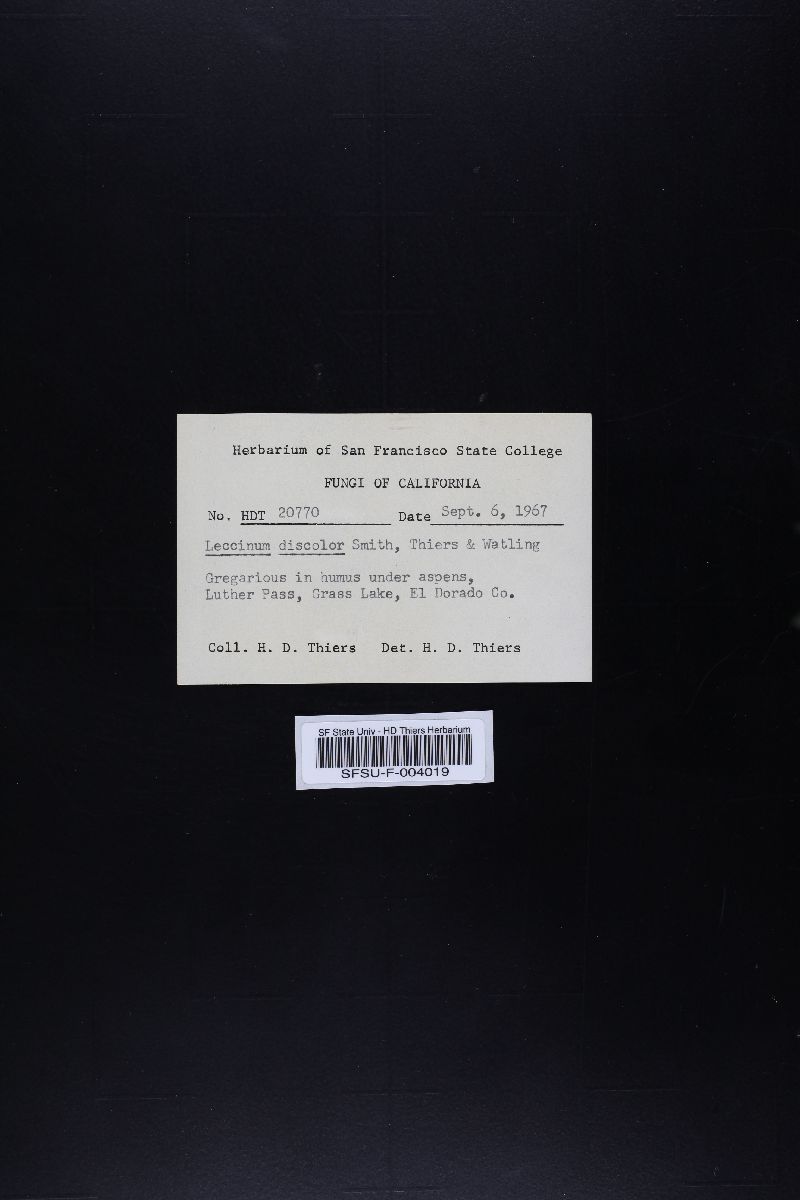 Herbarium of San Francisco State College
FUNGI OF CALIFORNIA
No. HDT 20770 Date Sept. 6, 1967
Leccinum discolor Smith, Thiers & Watling
Gregarious in humus under aspens,
Luther Pass, Grass Lake, El Dorado Co.
Coll. H. D. Thiers Det. H. D. Thiers
SF State Univ - HD Thiers Herbarium
SFSU-F-004019